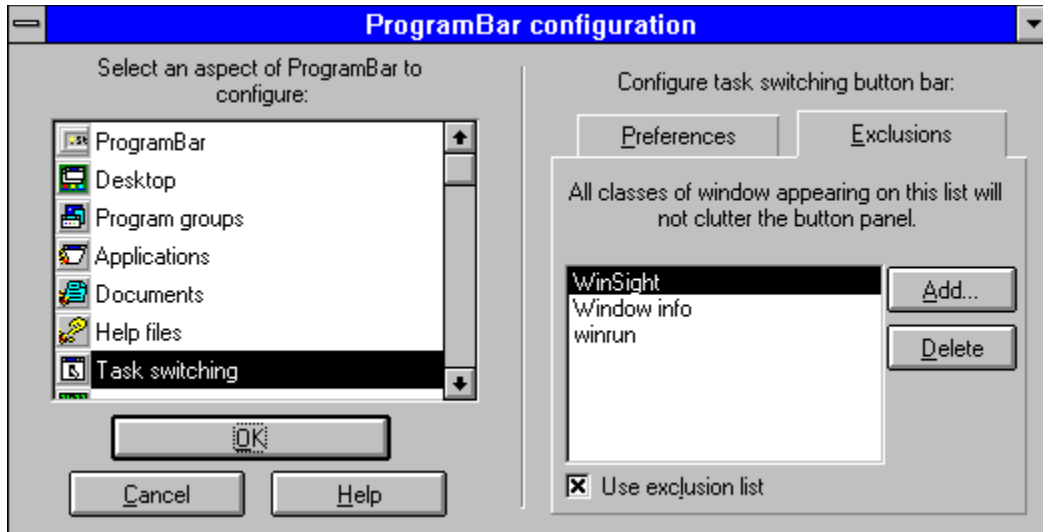 ProgramBar configuration
Select an aspect of ProgramBar to
configure:
ProgramBar
Desktop
Program groups
Applications
Documents
Help files
Task switching
OK
Cancel
Help
Configure task switching button bar:
Preferences
Exclusions
All classes of window appearing on this list will
not clutter the button panel.
WinSight
Window info
winrun
Add...
Delete
Use exclusion list